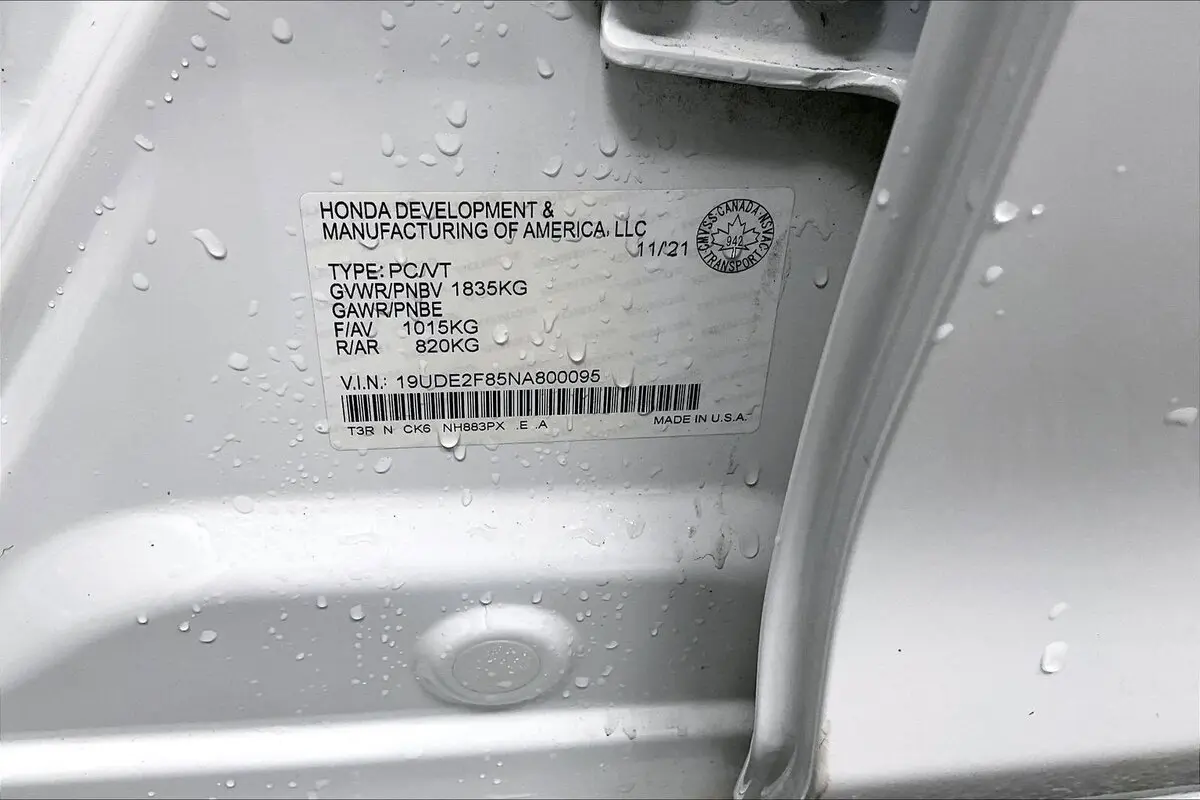 HONDA DEVELOPMENT &
MANUFACTURING OF AMERICA, LLC
11/21
CMVSS·CANADA·NSVAC
942
TRANSPORT
TYPE: PC/VT
GVWR/PNBV 1835KG
GAWR/PNBE
F/AV 1015KG
R/AR 820KG
V.I.N.: 19UDE2F85NA800095
T3R N CK6 NH883PX .E .A
MADE IN U.S.A.